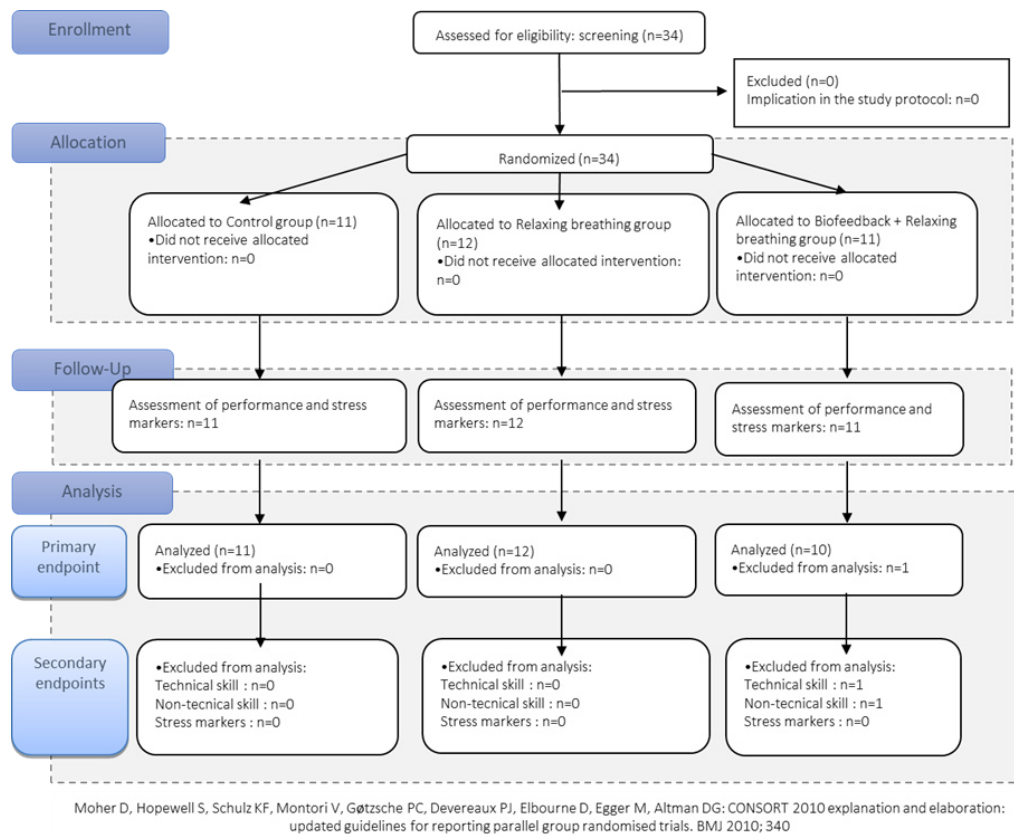 Enrollment
Assessed for eligibility: screening (n=34)
Excluded (n=0)
Implication in the study protocol: n=0
Allocation
Randomized (n=34)
Allocated to Control group (n=11)
•Did not receive allocated
intervention: n=0
Allocated to Relaxing breathing group
(n=12)
•Did not receive allocated intervention:
n=0
Allocated to Biofeedback + Relaxing
breathing group (n=11)
•Did not receive allocated
intervention: n=0
Follow-Up
Assessment of performance and stress
markers: n=11
Assessment of performance and stress
markers: n=12
Assessment of performance and
stress markers: n=11
Analysis
Primary
endpoint
Analyzed (n=11)
•Excluded from analysis: n=0
Analyzed (n=12)
•Excluded from analysis: n=0
Analyzed (n=10)
•Excluded from analysis: n=1
Secondary
endpoints
•Excluded from analysis:
Technical skill : n=0
Non-tecnical skill : n=0
Stress markers : n=0
•Excluded from analysis:
Technical skill : n=0
Non-tecnical skill : n=0
Stress markers : n=0
•Excluded from analysis:
Technical skill : n=1
Non-tecnical skill : n=1
Stress markers : n=0
Moher D, Hopewell S, Schulz KF, Montori V, Gøtzsche PC, Devereaux PJ, Elbourne D, Egger M, Altman DG: CONSORT 2010 explanation and elaboration:
updated guidelines for reporting parallel group randomised trials. BMJ 2010; 340